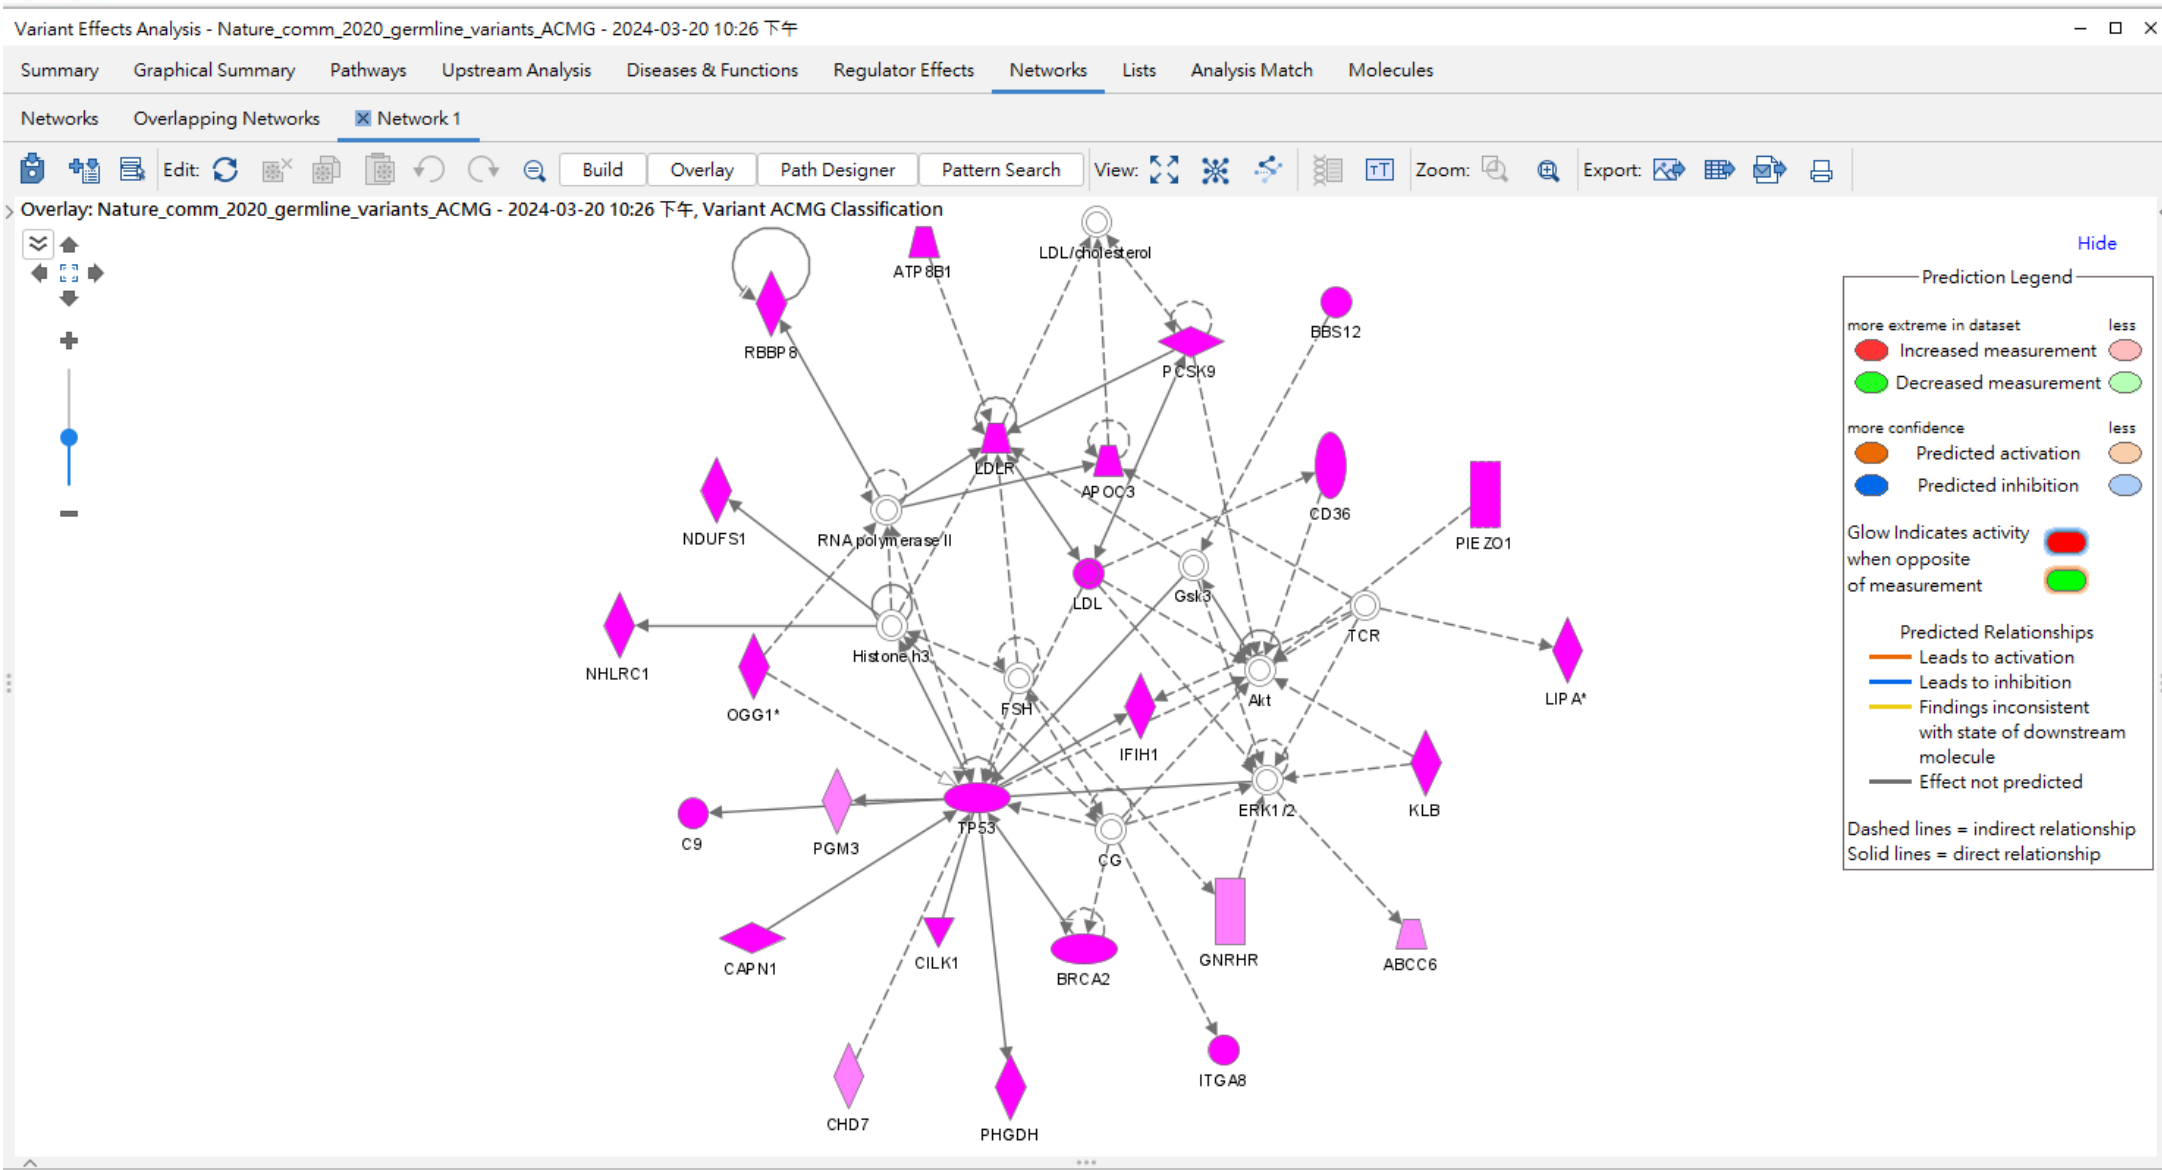 Variant Effects Analysis - Nature_comm_2020_germline_variants_ACMG - 2024-03-20 10:26 下午
Summary Graphical Summary Pathways Upstream Analysis Diseases & Functions Regulator Effects Networks Lists Analysis Match Molecules
Networks Overlapping Networks Network 1
Edit: Build Overlay Path Designer Pattern Search View: Zoom: Export:
Overlay: Nature_comm_2020_germline_variants_ACMG - 2024-03-20 10:26 下午, Variant ACMG Classification
Hide
LDL/cholesterol
ATP8B1
BBS12
RBBP8
PCSK9
LDLR
APOC3
CD36
NDUFS1
RNA polymerase II
PIEZO1
LDL
Gsk3
TCR
Histone h3
NHLRC1
OGG1*
FSH
Akt
LIPA*
IFIH1
TP53
ERK1/2
KLB
C9
PGM3
CG
CAPN1
CILK1
BRCA2
GNRHR
ABCC6
ITGA8
CHD7
PHGDH
Prediction Legend
more extreme in dataset less
Increased measurement
Decreased measurement
more confidence less
Predicted activation
Predicted inhibition
Glow Indicates activity
when opposite
of measurement
Predicted Relationships
Leads to activation
Leads to inhibition
Findings inconsistent
with state of downstream
molecule
Effect not predicted
Dashed lines = indirect relationship
Solid lines = direct relationship